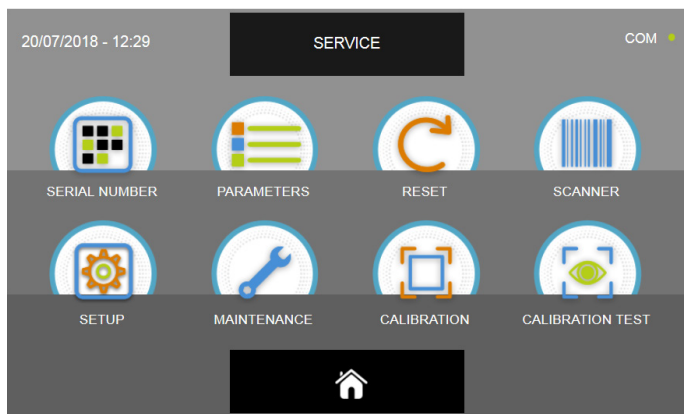 20/07/2018 - 12:29
SERVICE
COM
SERIAL NUMBER
PARAMETERS
RESET
SCANNER
SETUP
MAINTENANCE
CALIBRATION
CALIBRATION TEST